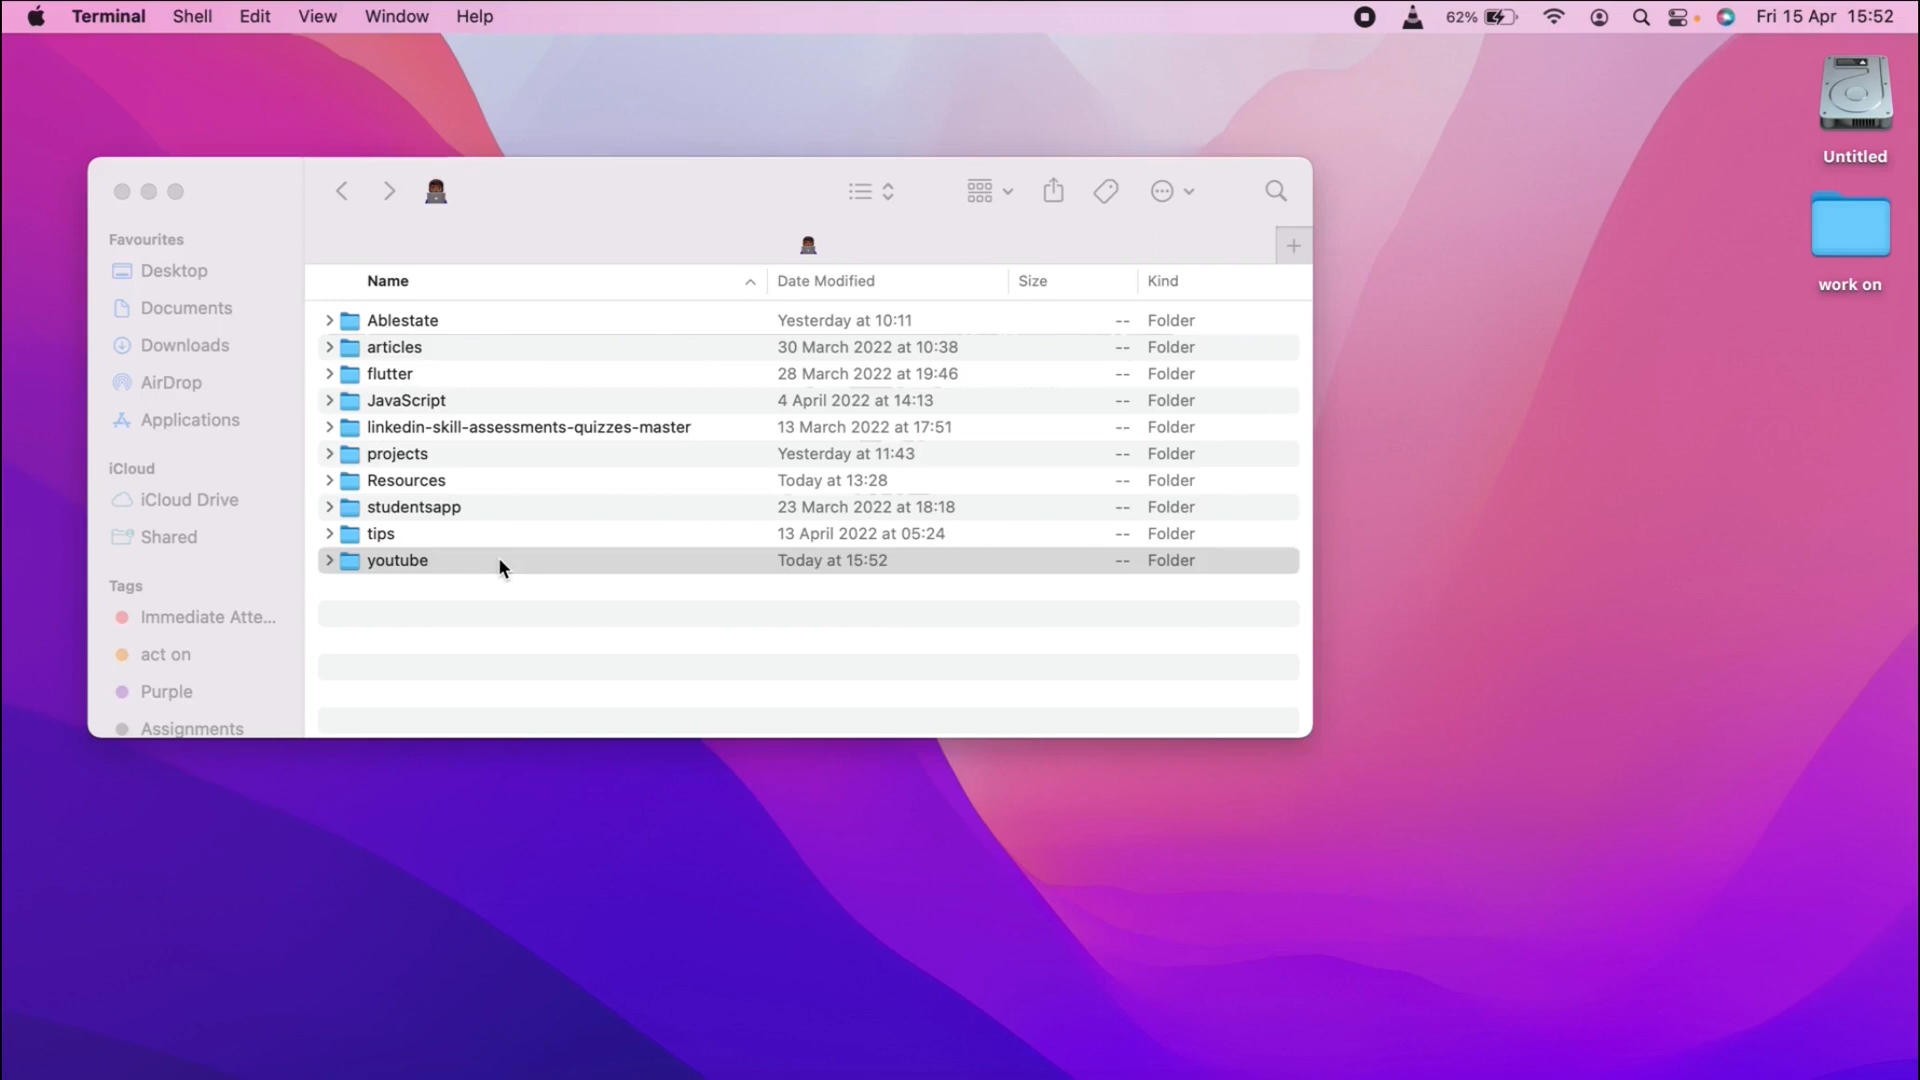 Terminal Shell Edit View Window Help 62% Fri 15 Apr 15:52
Untitled
work on
Favourites
Desktop
Documents
Downloads
AirDrop
Applications
iCloud
iCloud Drive
Shared
Tags
Immediate Atte...
act on
Purple
Assignments
Name Date Modified Size Kind
Ablestate Yesterday at 10:11 -- Folder
articles 30 March 2022 at 10:38 -- Folder
flutter 28 March 2022 at 19:46 -- Folder
JavaScript 4 April 2022 at 14:13 -- Folder
linkedin-skill-assessments-quizzes-master 13 March 2022 at 17:51 -- Folder
projects Yesterday at 11:43 -- Folder
Resources Today at 13:28 -- Folder
studentsapp 23 March 2022 at 18:18 -- Folder
tips 13 April 2022 at 05:24 -- Folder
youtube Today at 15:52 -- Folder